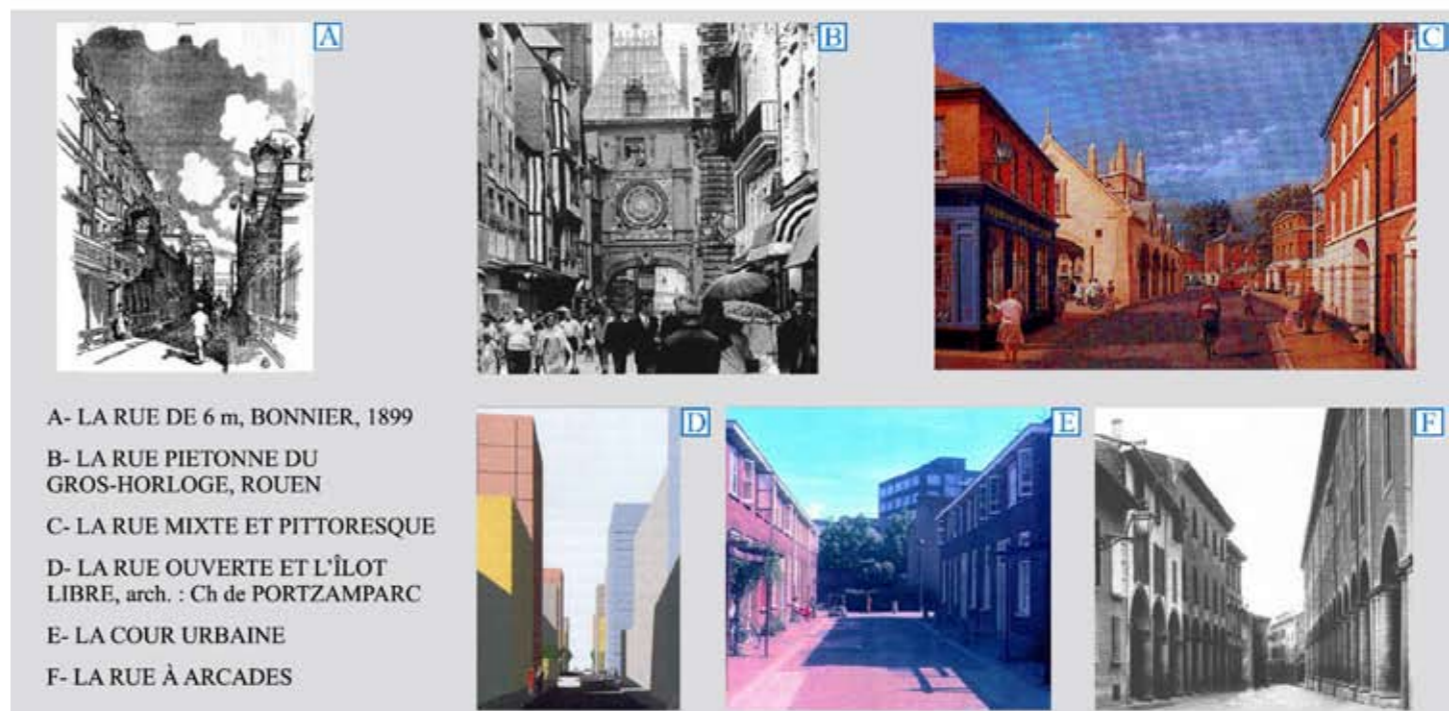 A
B
C
A- LA RUE DE 6 m, BONNIER, 1899
B- LA RUE PIETONNE DU
GROS-HORLOGE, ROUEN
C- LA RUE MIXTE ET PITTORESQUE
D- LA RUE OUVERTE ET L'ÎLOT
LIBRE, arch. : Ch de PORTZAMPARC
E- LA COUR URBAINE
F- LA RUE À ARCADES
D
E
F